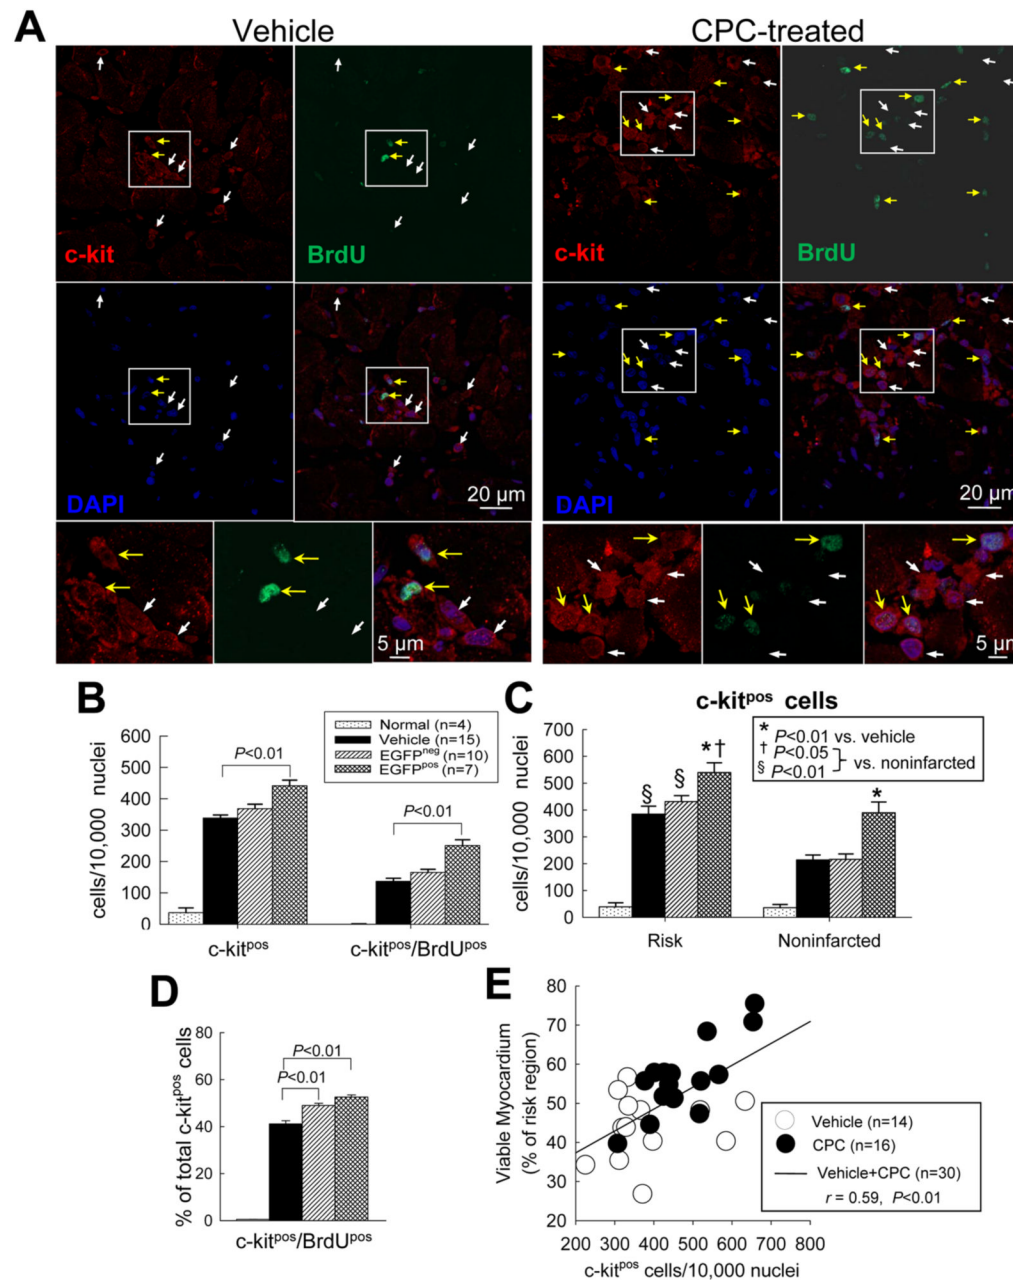 A
Vehicle
CPC-treated
c-kit
BrdU
c-kit
BrdU
DAPI
20 µm
DAPI
20 µm
5 µm
5 µm
B
Normal (n=4)
Vehicle (n=15)
EGFPneg (n=10)
EGFPpos (n=7)
cells/10,000 nuclei
600
500
400
300
200
100
0
P<0.01
P<0.01
c-kitpos
c-kitpos/BrdUpos
C
c-kitpos cells
* P<0.01 vs. vehicle
† P<0.05
§ P<0.01
vs. noninfarcted
cells/10,000 nuclei
700
600
500
400
300
200
100
0
§
§
*†
*
Risk
Noninfarcted
D
% of total c-kitpos cells
80
60
40
20
0
P<0.01
P<0.01
c-kitpos/BrdUpos
E
Viable Myocardium
(% of risk region)
80
70
60
50
40
30
20
Vehicle (n=14)
CPC (n=16)
Vehicle+CPC (n=30)
r = 0.59, P<0.01
200 300 400 500 600 700 800
c-kitpos cells/10,000 nuclei